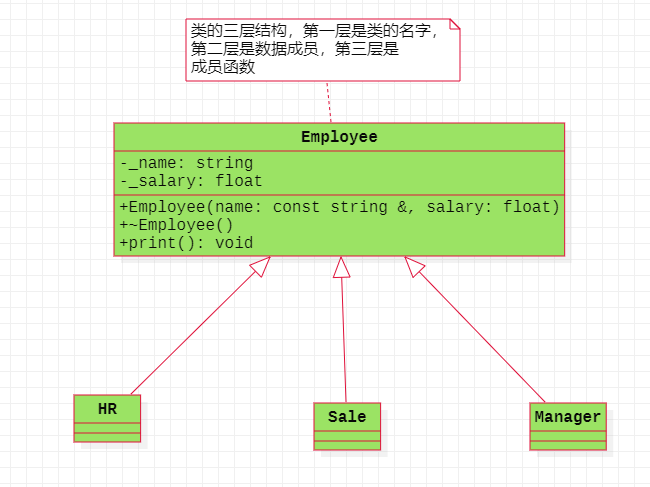 类的三层结构，第一层是类的名字，
第二层是数据成员，第三层是
成员函数
Employee
-_name: string
-_salary: float
+Employee(name: const string &, salary: float)
+~Employee()
+print(): void
HR
Sale
Manager